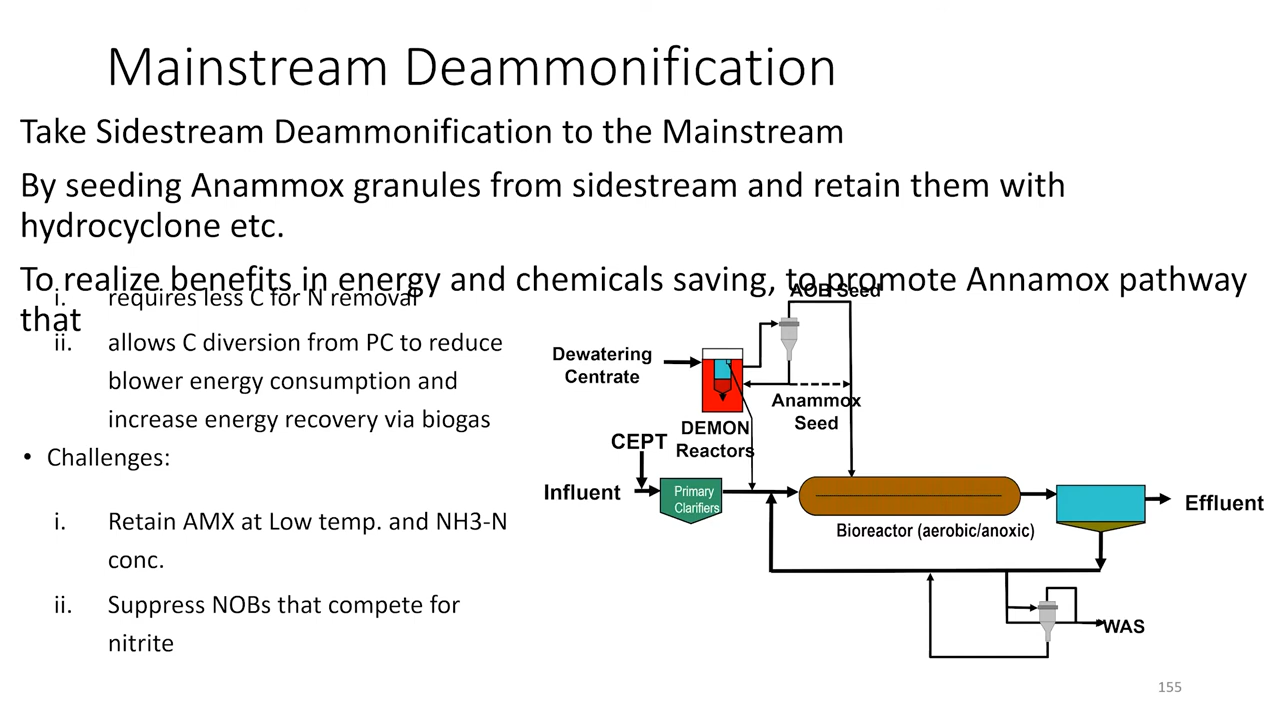 Mainstream Deammonification
Take Sidestream Deammonification to the Mainstream
By seeding Anammox granules from sidestream and retain them with
hydrocyclone etc.
To realize benefits in energy and chemicals saving, to promote Annamox pathway
that
i. requires less C for N removal
ii. allows C diversion from PC to reduce
blower energy consumption and
increase energy recovery via biogas
• Challenges:
i. Retain AMX at Low temp. and NH3-N
conc.
ii. Suppress NOBs that compete for
nitrite
AOB Seed
Dewatering
Centrate
Anammox
Seed
DEMON
Reactors
CEPT
Influent
Primary
Clarifiers
Bioreactor (aerobic/anoxic)
Effluent
WAS
155